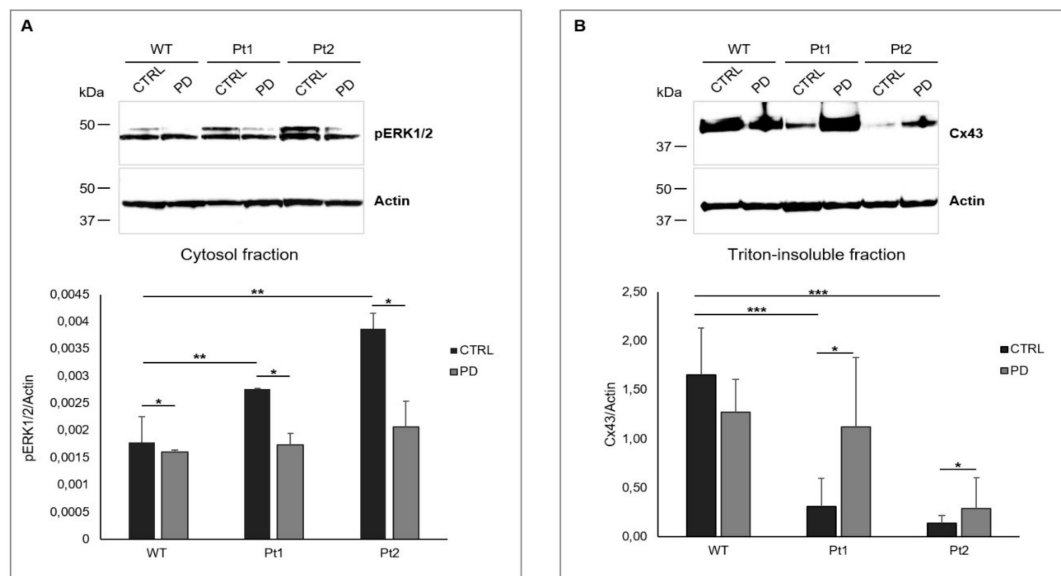 A
WT Pt1 Pt2
CTRL PD CTRL PD CTRL PD
kDa
50
pERK1/2
50
Actin
37
Cytosol fraction
0,0045
0,004
0,0035
0,003
0,0025
0,002
0,0015
0,001
0,0005
0
pERK1/2/Actin
** ** * * *
CTRL
PD
WT Pt1 Pt2
B
WT Pt1 Pt2
CTRL PD CTRL PD CTRL PD
kDa
Cx43
37
50
Actin
37
Triton-insoluble fraction
2,50
2,00
1,50
1,00
0,50
0,00
Cx43/Actin
*** *** * *
CTRL
PD
WT Pt1 Pt2